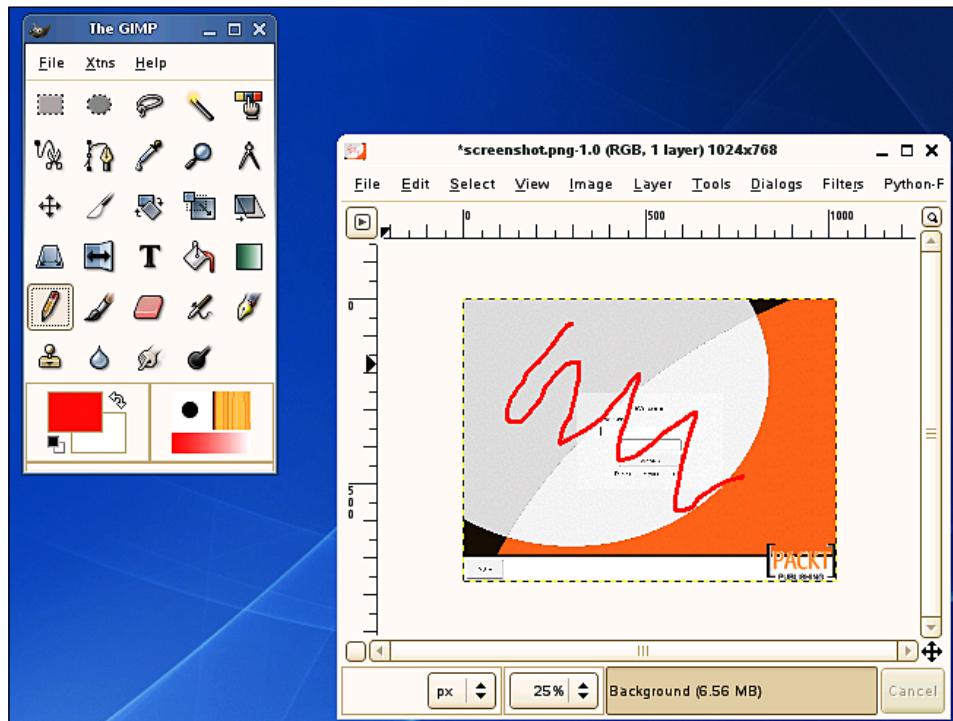 The GIMP
File Xtns Help
*screenshot.png-1.0 (RGB, 1 layer) 1024x768
File Edit Select View Image Layer Tools Dialogs Filters Python-F
0 500 1000
0
500
PACKT
PUBLISHING
px 25% Background (6.56 MB) Cancel